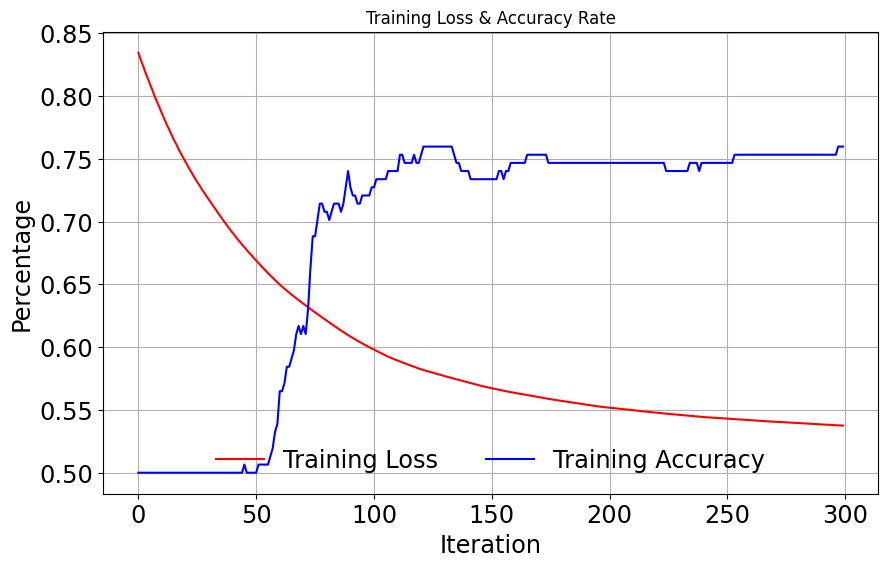 Training Loss & Accuracy Rate
0.85
0.80
0.75
0.70
0.65
0.60
0.55
0.50
Percentage
Training Loss Training Accuracy
0 50 100 150 200 250 300
Iteration